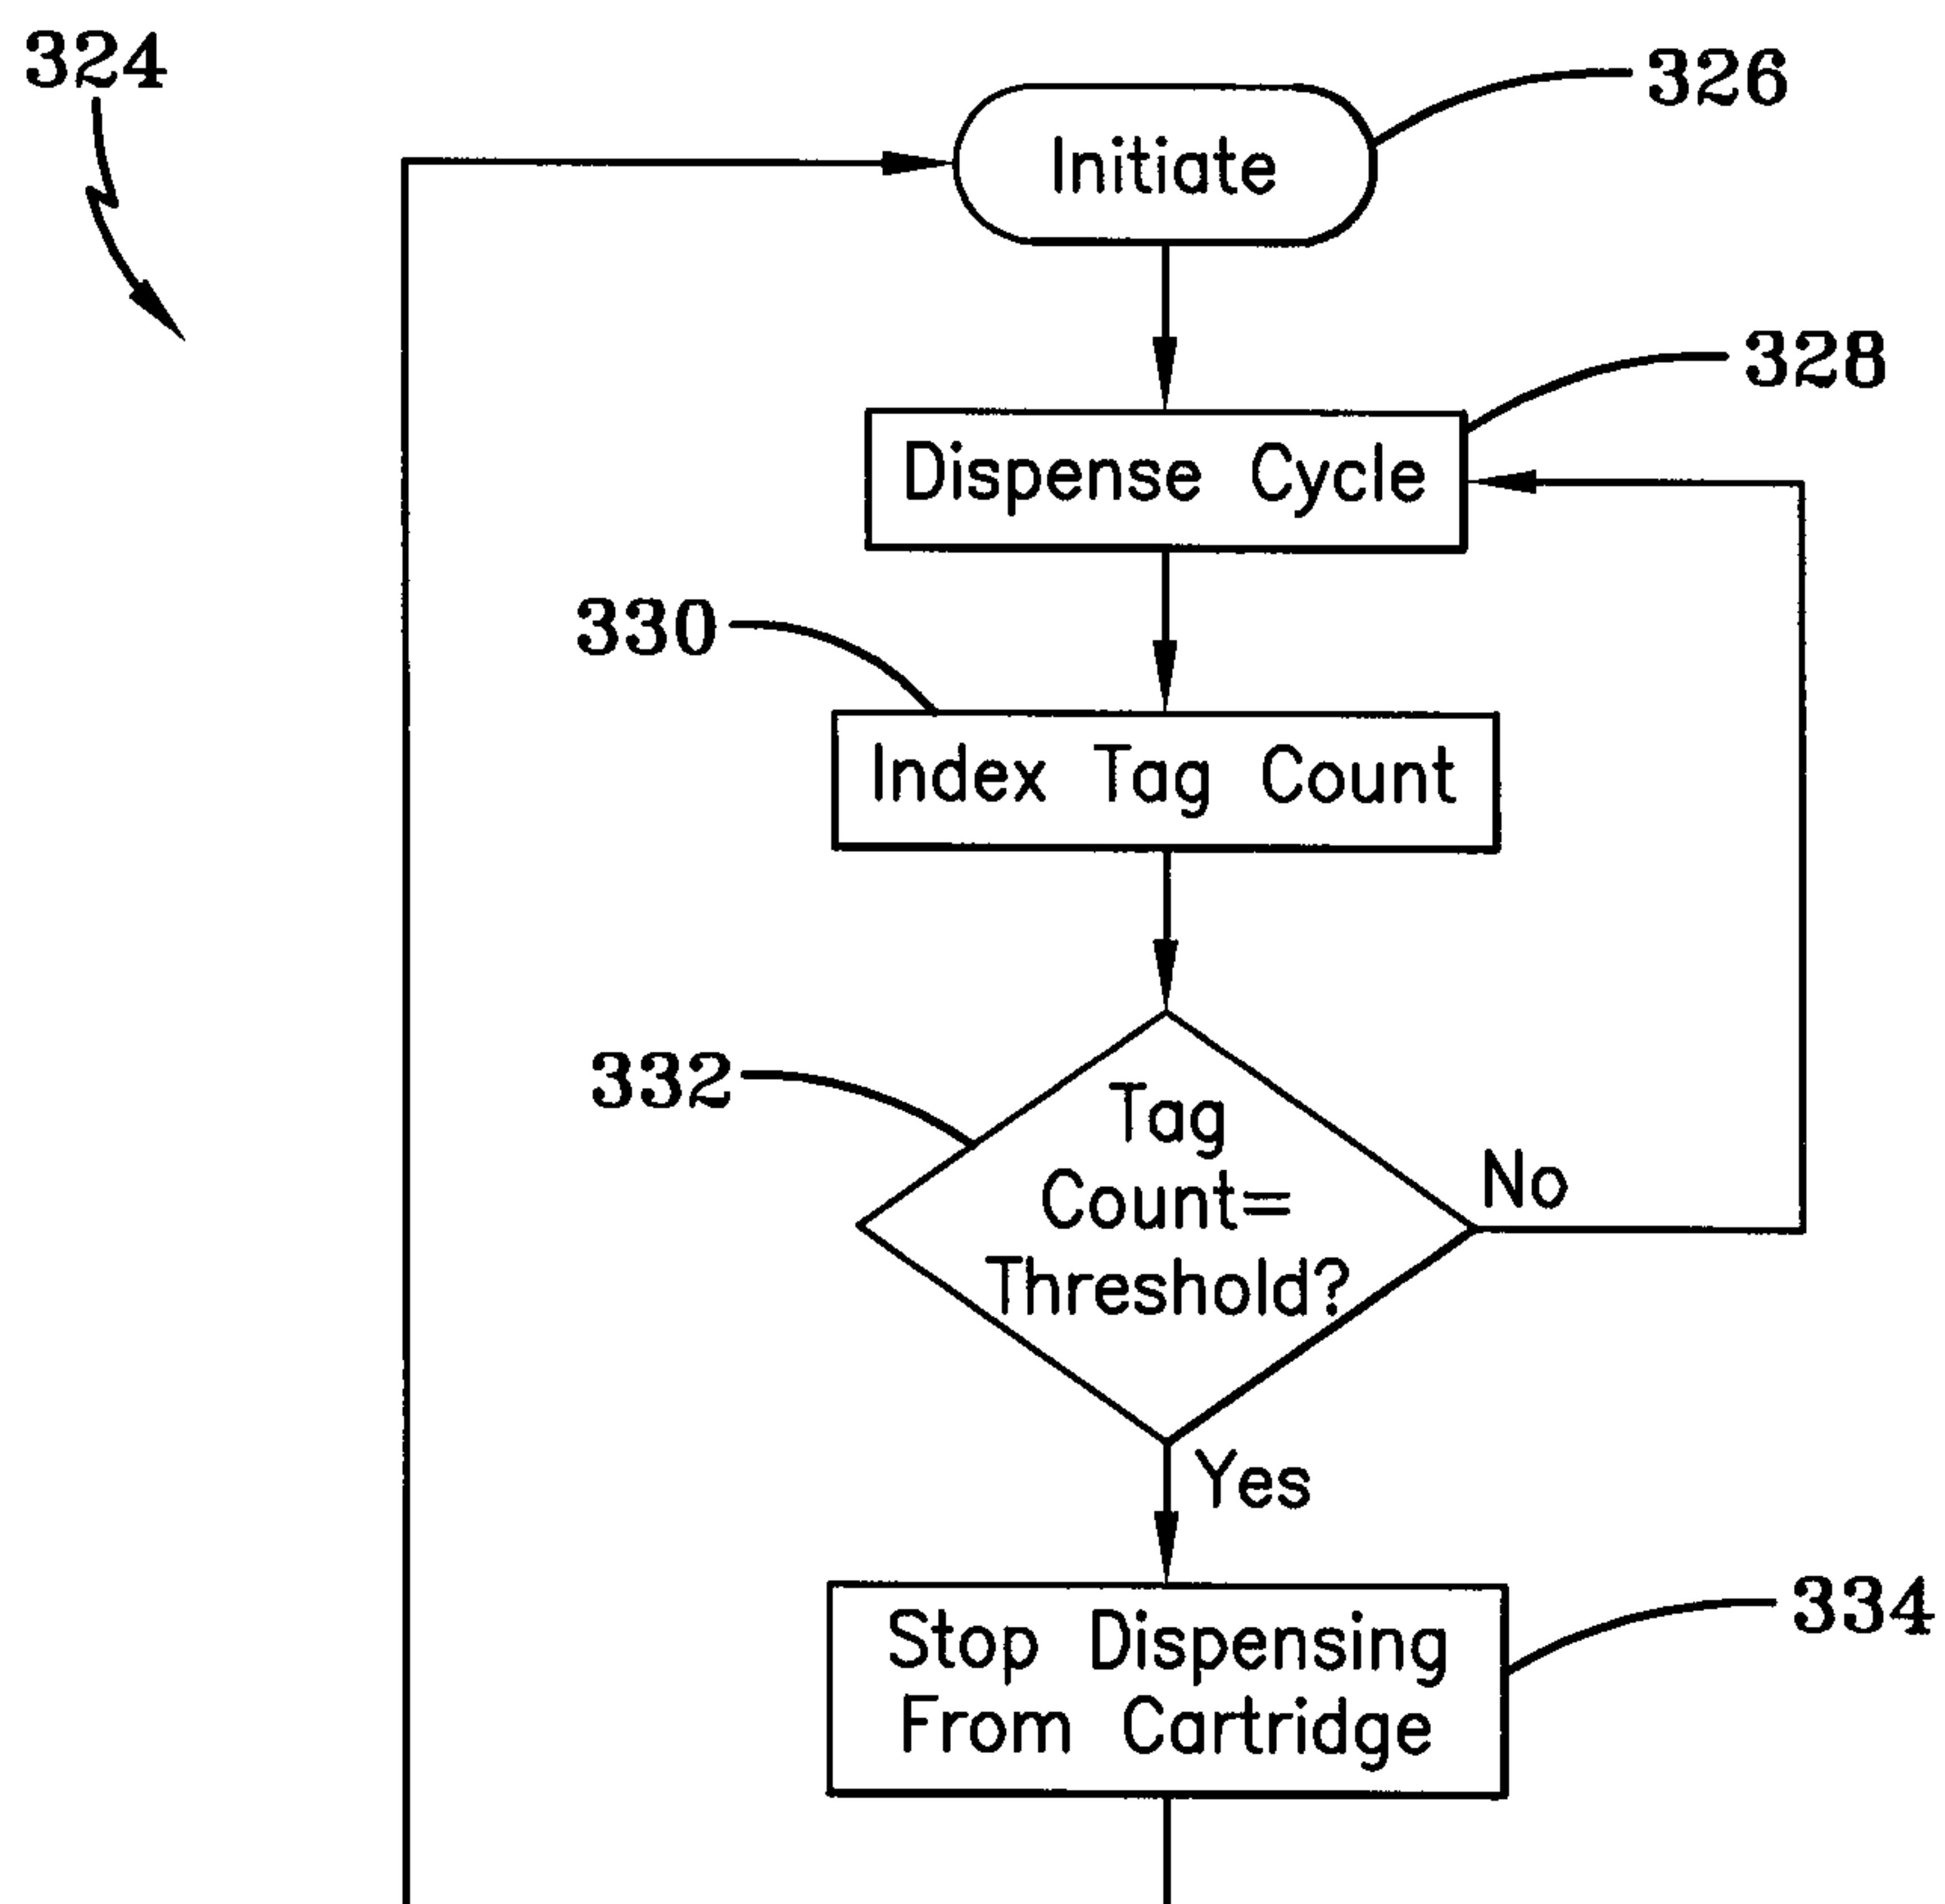 324
326
Initiate
328
Dispense Cycle
330
Index Tag Count
332
Tag
Count=
Threshold?
No
Yes
334
Stop Dispensing
From Cartridge